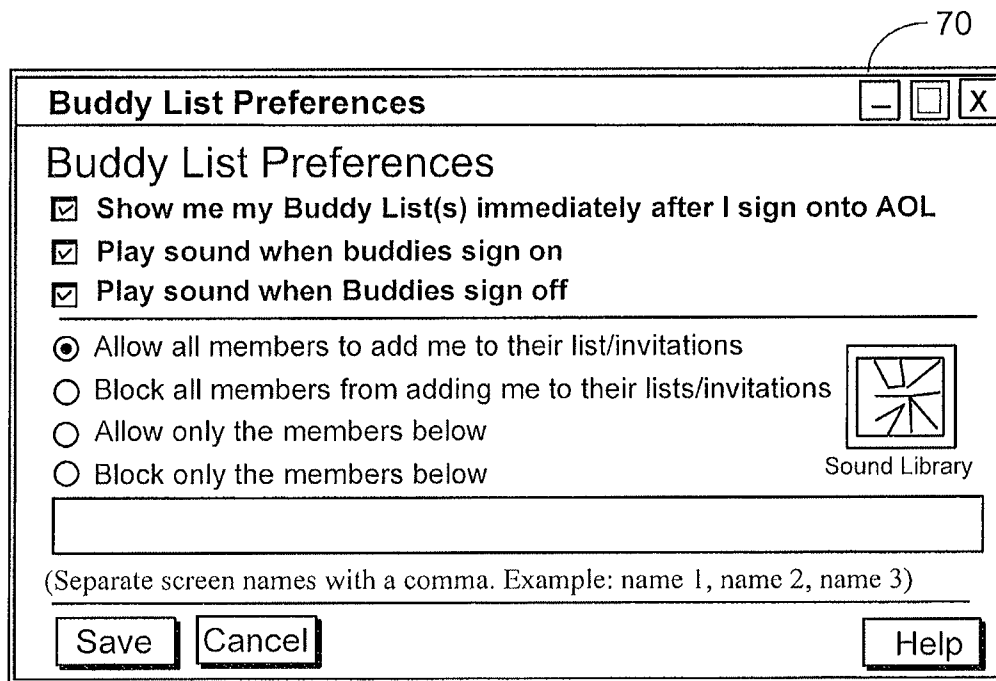 70
Buddy List Preferences
Buddy List Preferences
Show me my Buddy List(s) immediately after I sign onto AOL
Play sound when buddies sign on
Play sound when Buddies sign off
Allow all members to add me to their list/invitations
Block all members from adding me to their lists/invitations
Allow only the members below
Block only the members below
Sound Library
(Separate screen names with a comma. Example: name 1, name 2, name 3)
Save Cancel Help